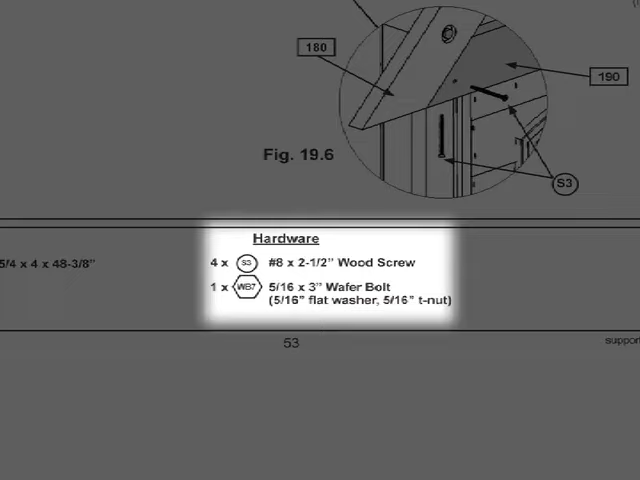 180
190
Fig. 19.6
S3
Hardware
5/4 x 4 x 48-3/8”
4 x S3 #8 x 2-1/2” Wood Screw
1 x WB7 5/16 x 3” Wafer Bolt
(5/16” flat washer, 5/16” t-nut)
53
support